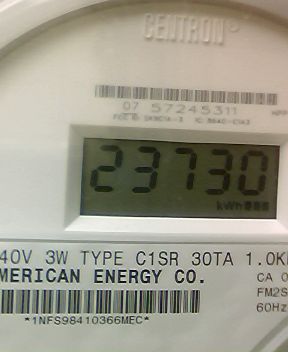 CENTRON®
07 57245311
23730
kWh
40V 3W TYPE C1SR 30TA 1.0K
MERICAN ENERGY CO.
CA 0
FM2S
60Hz
*1NFS98410366MEC*